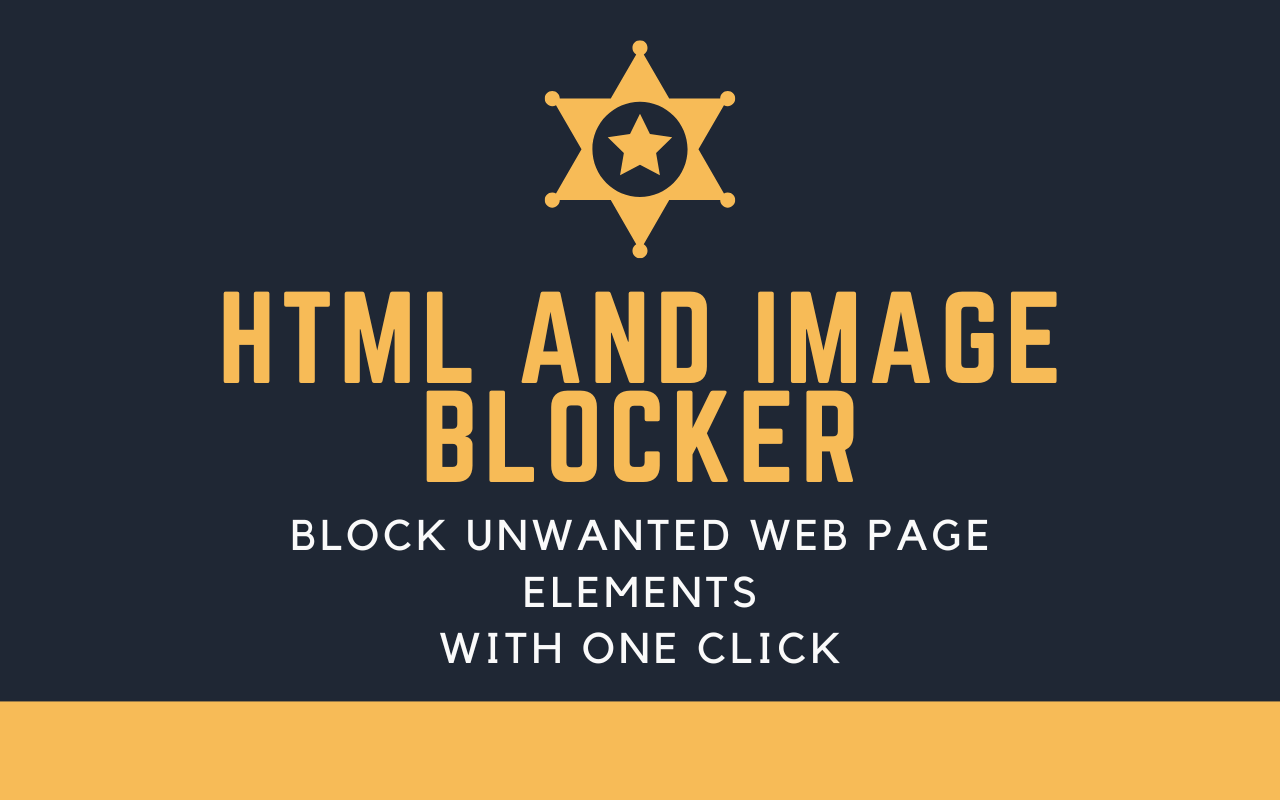 HTML AND IMAGE
BLOCKER
BLOCK UNWANTED WEB PAGE
ELEMENTS
WITH ONE CLICK